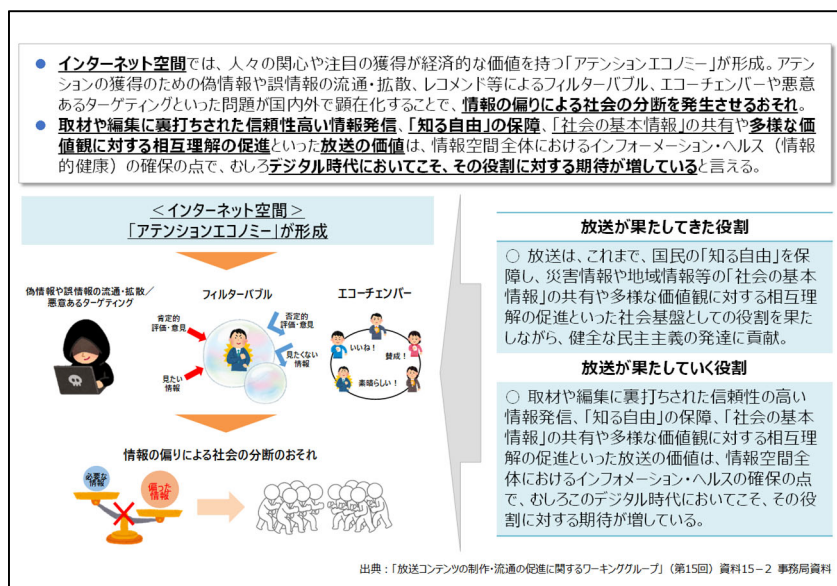 ● インターネット空間では、人々の関心や注目の獲得が経済的な価値を持つ「アテンションエコノミー」が形成。アテン
ションの獲得のための偽情報や誤情報の流通・拡散、レコメンド等によるフィルターバブル、エコーチェンバーや悪意
あるターゲティングといった問題が国内外で顕在化することで、情報の偏りによる社会の分断を発生させるおそれ。
● 取材や編集に裏打ちされた信頼性高い情報発信、「知る自由」の保障、「社会の基本情報」の共有や多様な価
値観に対する相互理解の促進といった放送の価値は、情報空間全体におけるインフォメーション・ヘルス（情報
的健康）の確保の点で、むしろデジタル時代においてこそ、その役割に対する期待が増していると言える。
＜インターネット空間＞
「アテンションエコノミー」が形成
偽情報や誤情報の流通・拡散／
悪意あるターゲティング
フィルターバブル
肯定的
評価・意見
否定的
評価・意見
見たくない
情報
見たい
情報
エコーチェンバー
いいね！
賛成！
素晴らしい！
情報の偏りによる社会の分断のおそれ
必要な
情報
偏った
情報
放送が果たしてきた役割
○ 放送は、これまで、国民の「知る自由」を保
障し、災害情報や地域情報等の「社会の基本
情報」の共有や多様な価値観に対する相互理
解の促進といった社会基盤としての役割を果た
しながら、健全な民主主義の発達に貢献。
放送が果たしていく役割
○ 取材や編集に裏打ちされた信頼性の高い
情報発信、「知る自由」の保障、「社会の基本
情報」の共有や多様な価値観に対する相互理
解の促進といった放送の価値は、情報空間全
体におけるインフォメーション・ヘルスの確保の点
で、むしろこのデジタル時代においてこそ、その役
割に対する期待が増している。
出典：「放送コンテンツの制作・流通の促進に関するワーキンググループ」（第15回）資料15－2 事務局資料